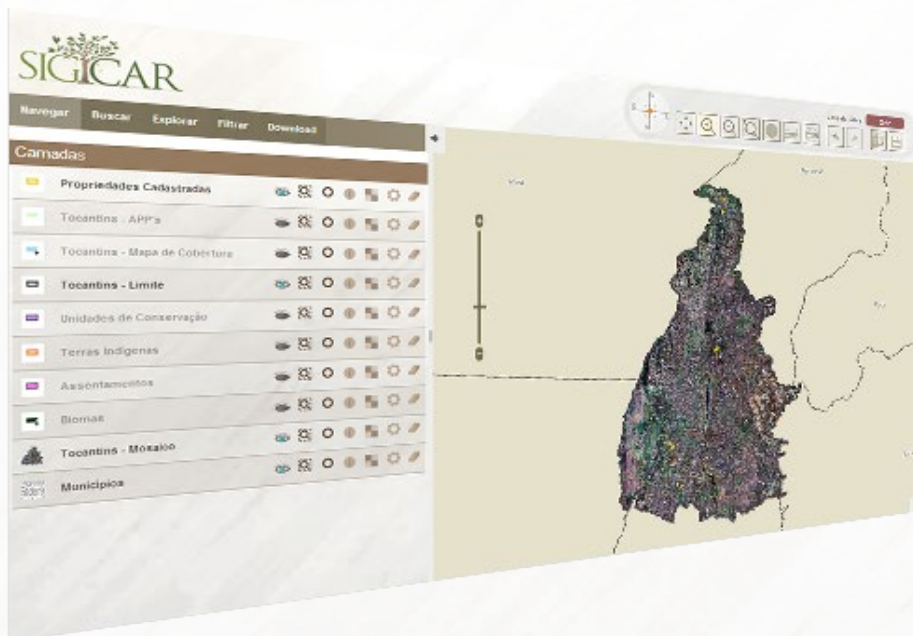 SIGCAR
Navegar Buscar Explorar Filtrar Download
Camadas
Propriedades Cadastradas
Tocantins - APP's
Tocantins - Mapa de Cobertura
Tocantins - Limite
Unidades de Conservação
Terras Indígenas
Assentamentos
Biomas
Tocantins - Mosaico
Municípios